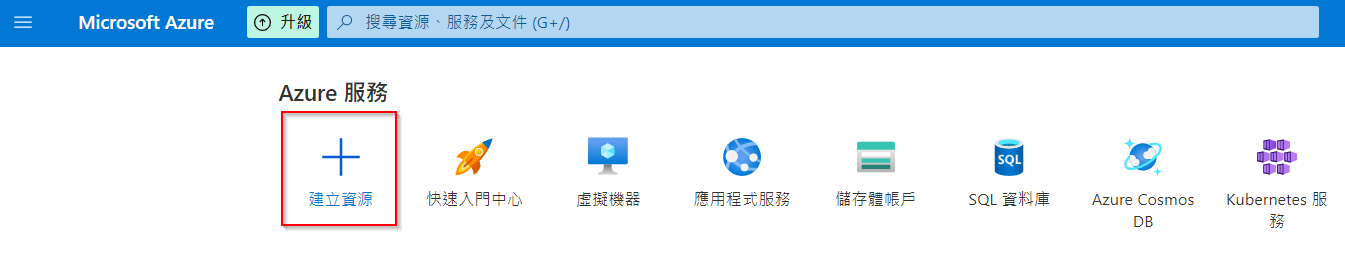 Microsoft Azure 升級 搜尋資源、服務及文件 (G+/)
Azure 服務
建立資源 快速入門中心 虛擬機器 應用程式服務 儲存體帳戶 SQL SQL 資料庫 Azure Cosmos Kubernetes 服
DB 務